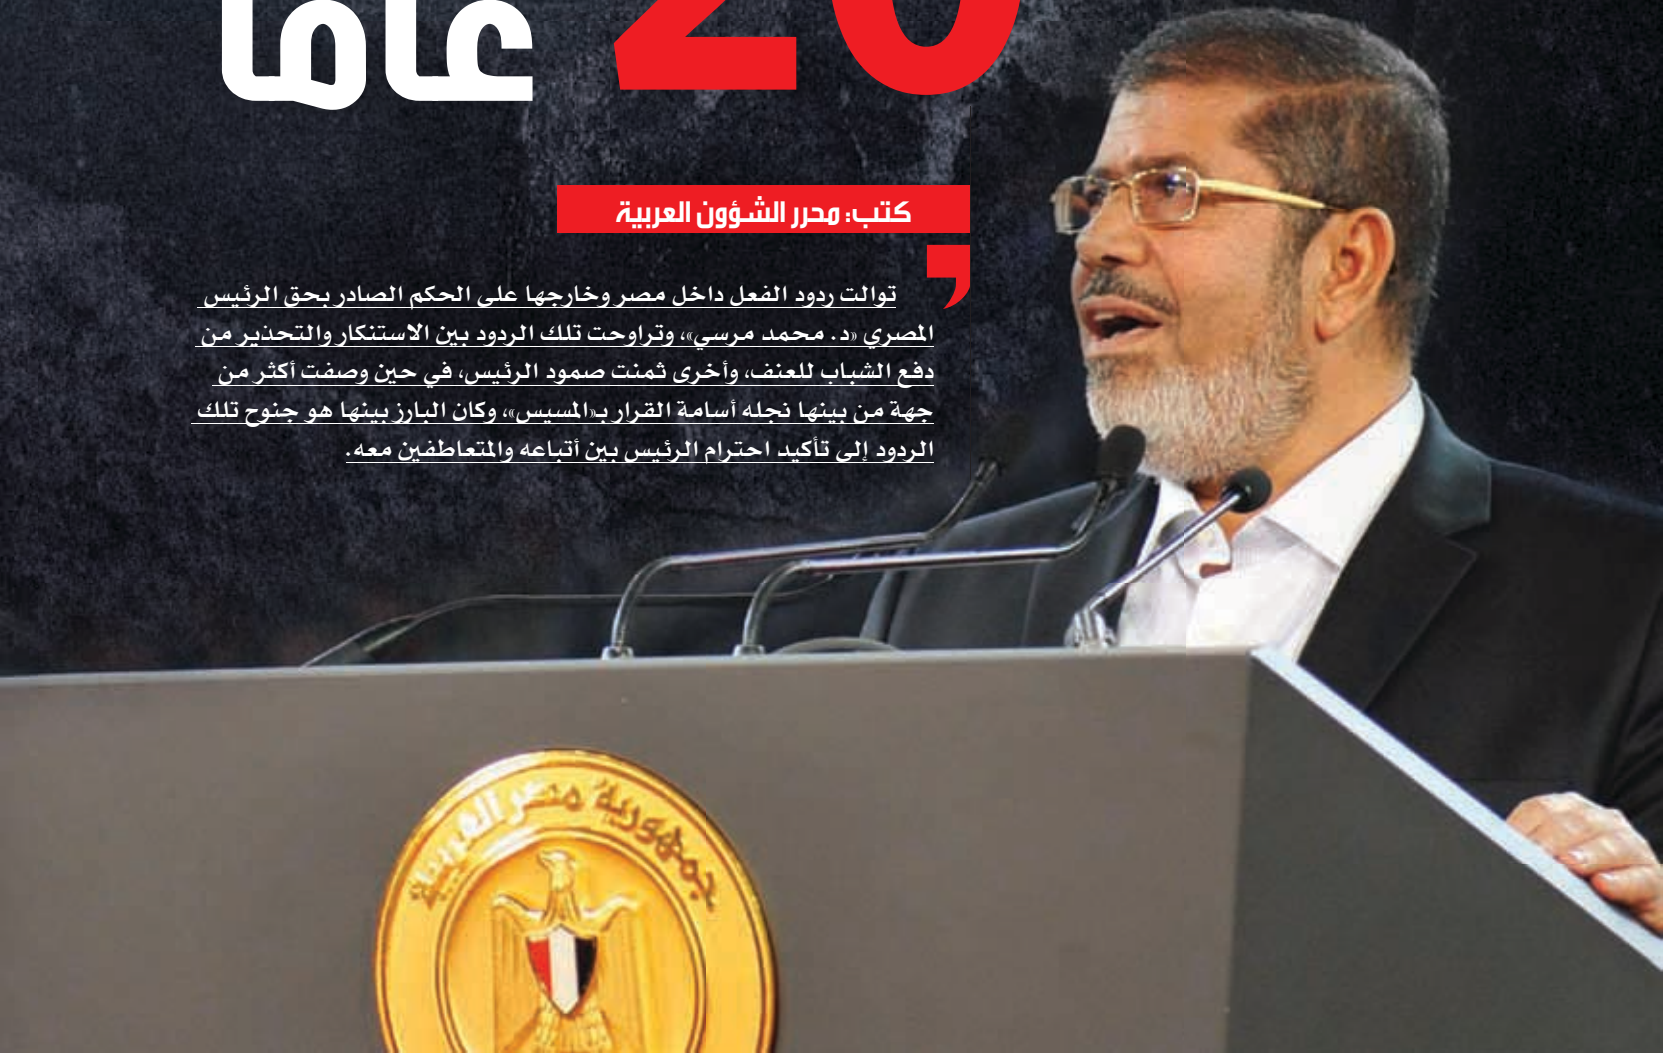 20 عاما
كتب: محرر الشؤون العربية
توالت ردود الفعل داخل مصر وخارجها على الحكم الصادر بحق الرئيس
المصري «د. محمد مرسي»، وتراوحت تلك الردود بين الاستنكار والتحذير من
دفع الشباب للعنف، وأخرى ثمنت صمود الرئيس، في حين وصفت أكثر من
جهة من بينها نجله أسامة القرار بـ«المسيس»، وكان البارز بينها هو جنوح تلك
الردود إلى تأكيد احترام الرئيس بين أتباعه والمتعاطفين معه.
جمهورية مصر العربية